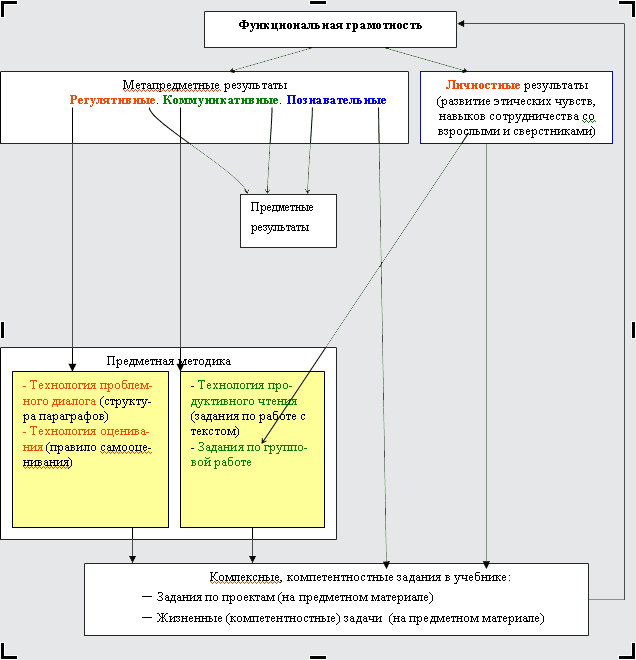 Функциональная грамотность
Метапредметные результаты
Регулятивные. Коммуникативные. Познавательные
Личностные результаты
(развитие этических чувств,
навыков сотрудничества со
взрослыми и сверстниками)
Предметные
результаты
Предметная методика
- Технология проблем-
ного диалога (структу-
ра параграфов)
- Технология оценива-
ния (правило самооце-
нивания)
- Технология про-
дуктивного чтения
(задания по работе с
текстом)
- Задания по группо-
вой работе
Комлексные, компетентностные задания в учебнике:
— Задания по проектам (на предметном материале)
— Жизненные (компетентностные) задачи (на предметном материале)